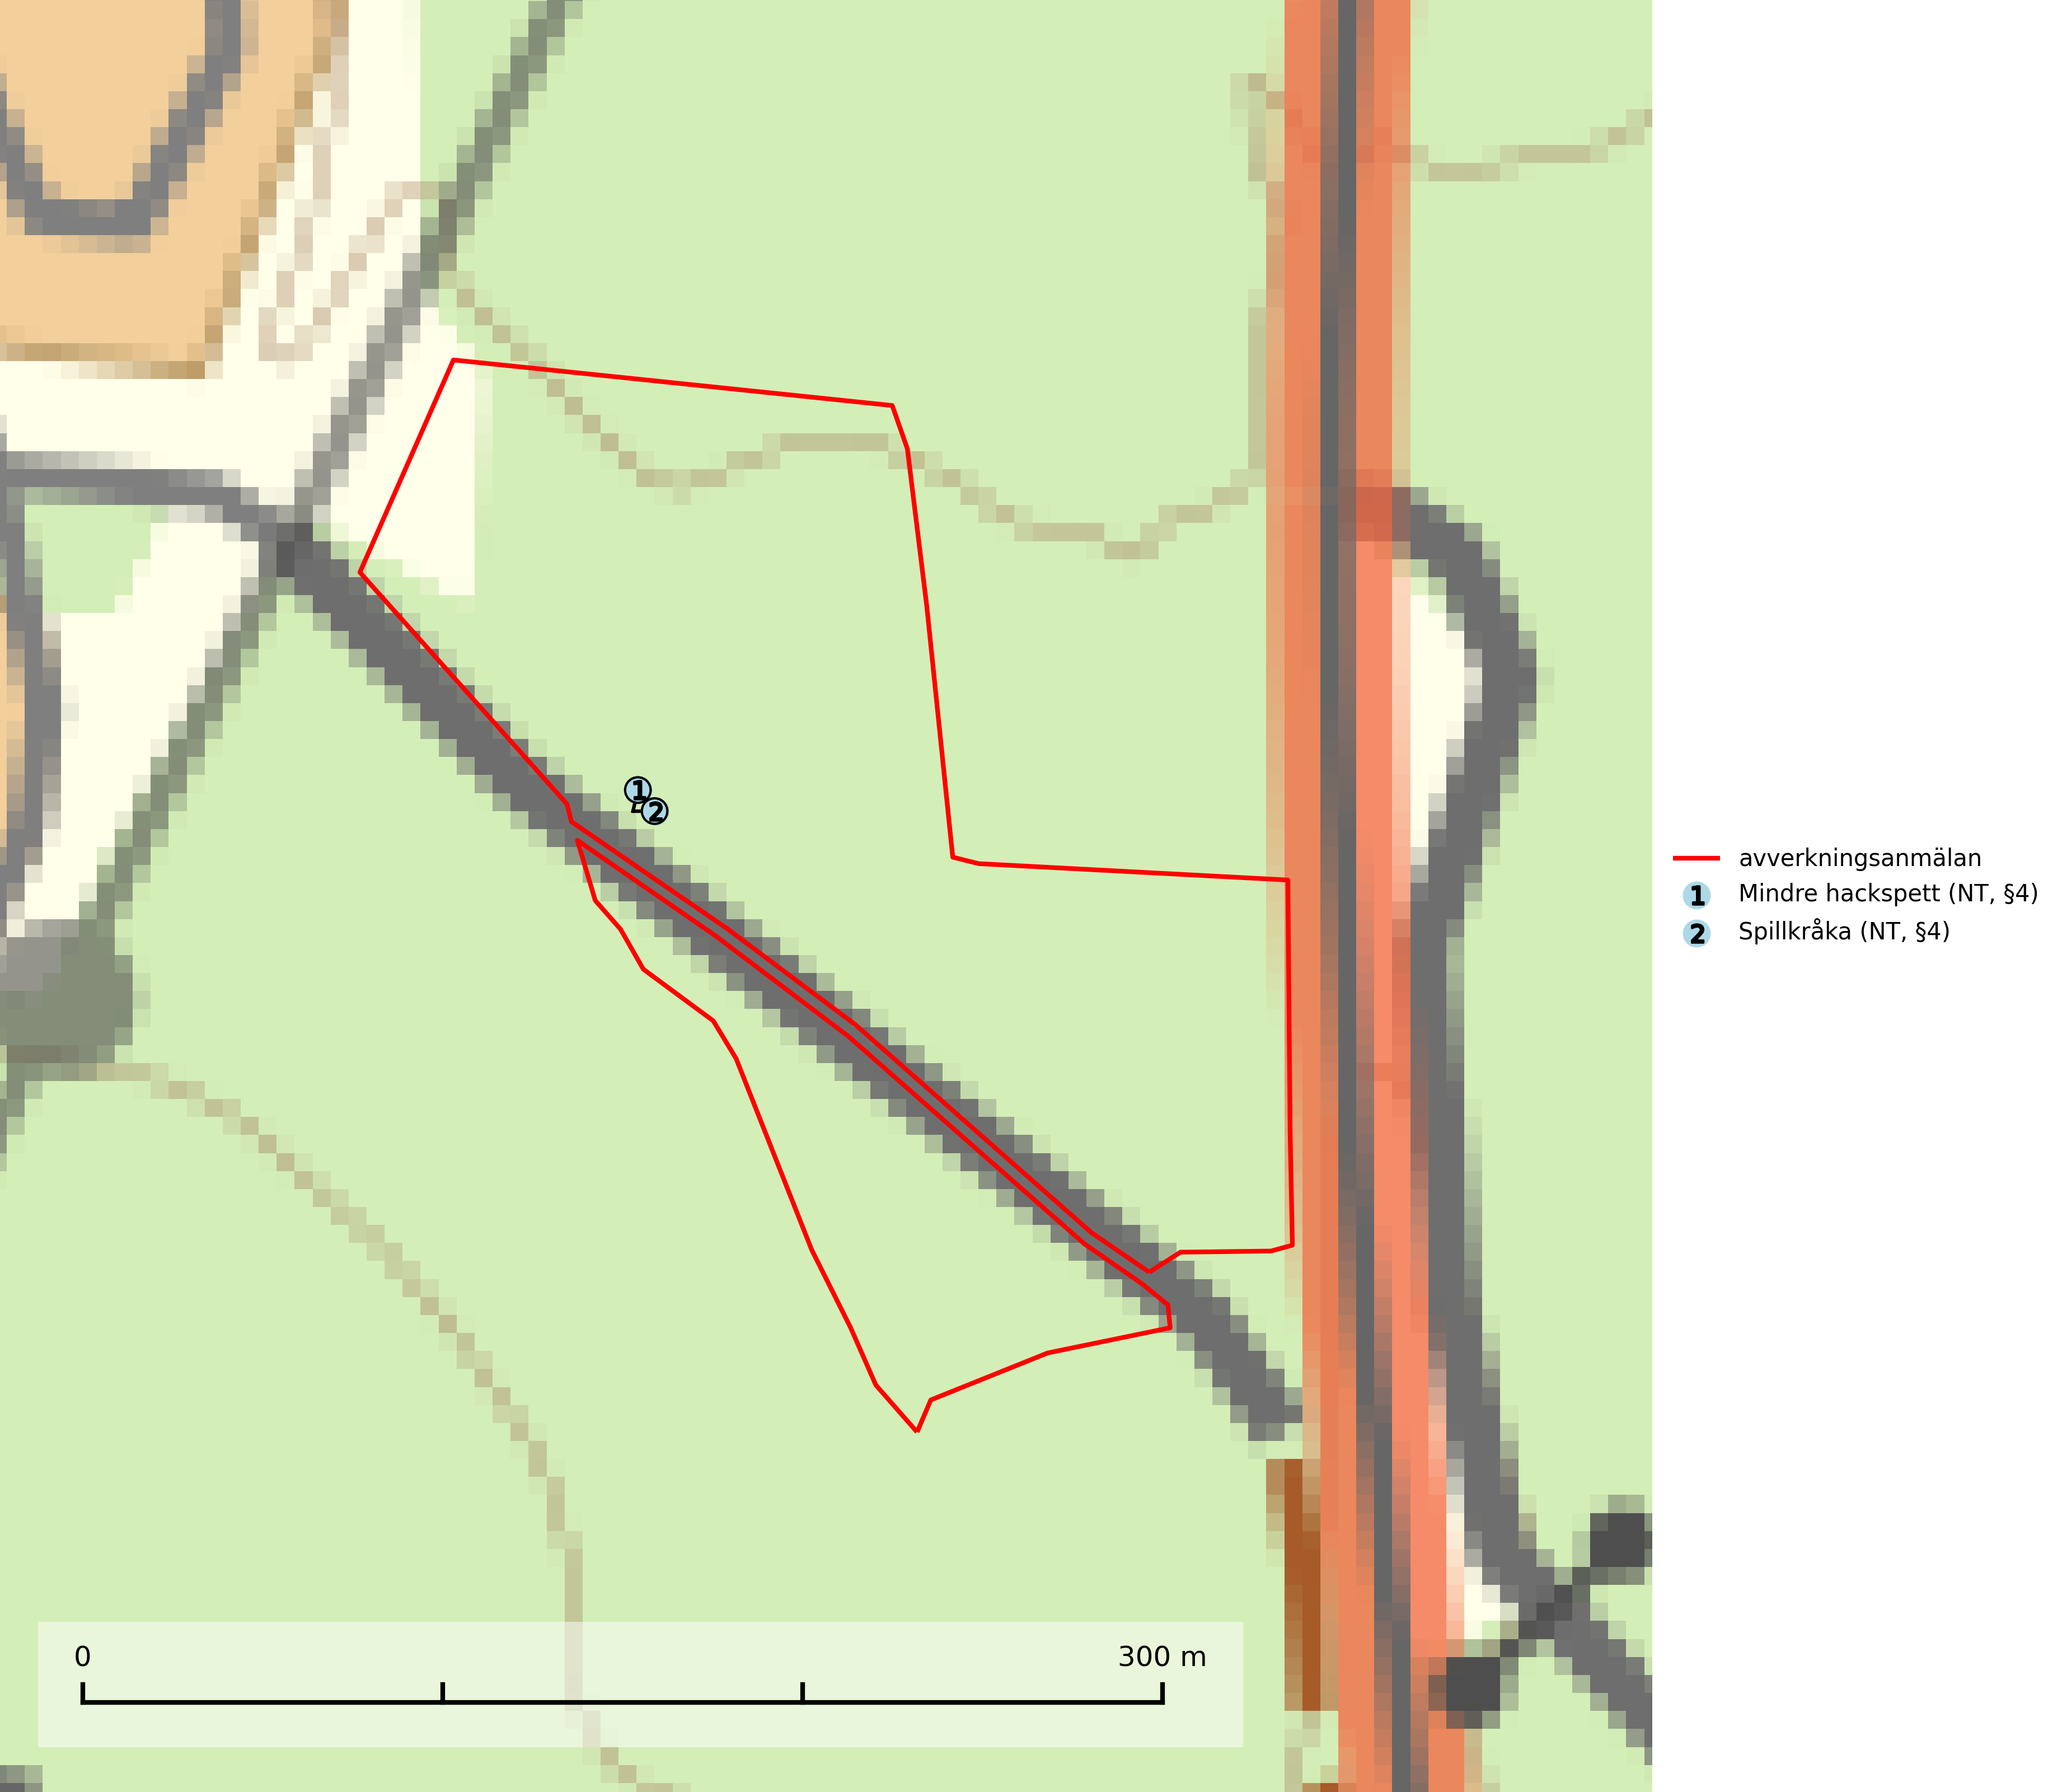 1
2
avverkningsanmälan
1 Mindre hackspett (NT, §4)
2 Spillkråka (NT, §4)
0 300 m